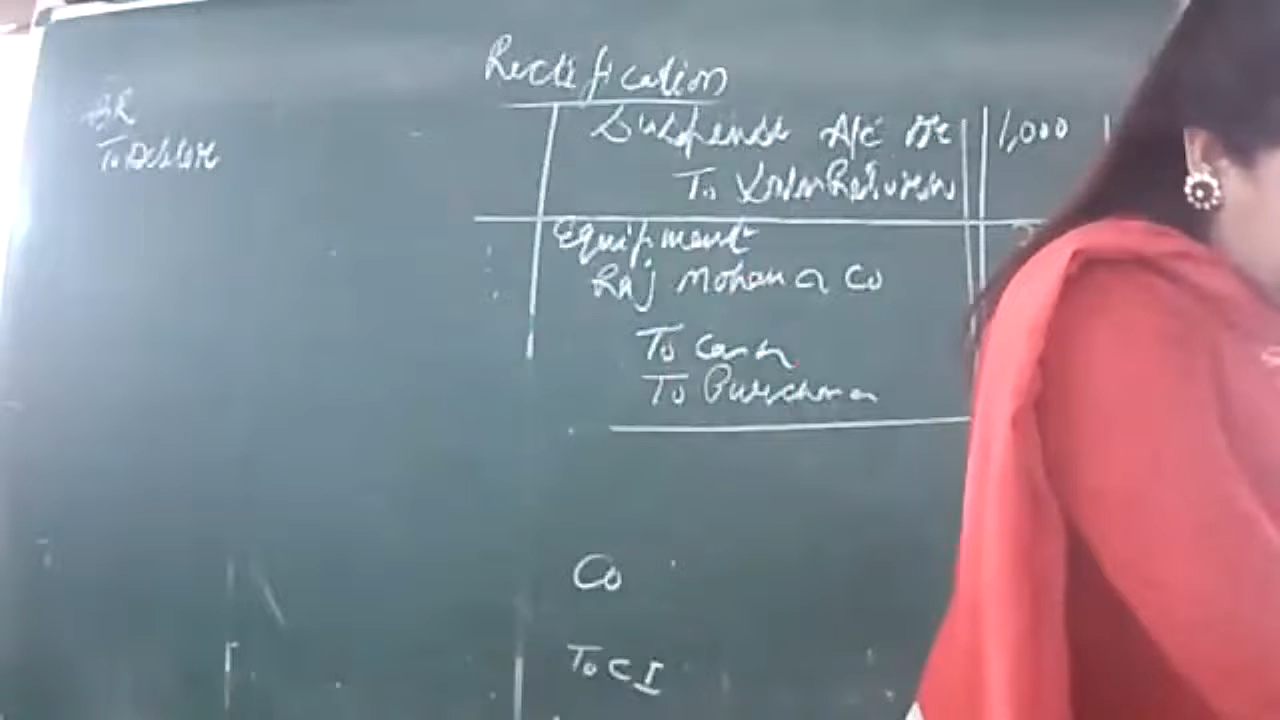 Rectification
BR
To Debtor
Suspense A/c Dr 1,000
To Sales Return
Equipment
Raj Mohan & Co
To Cash
To Purchase
Co
To C I